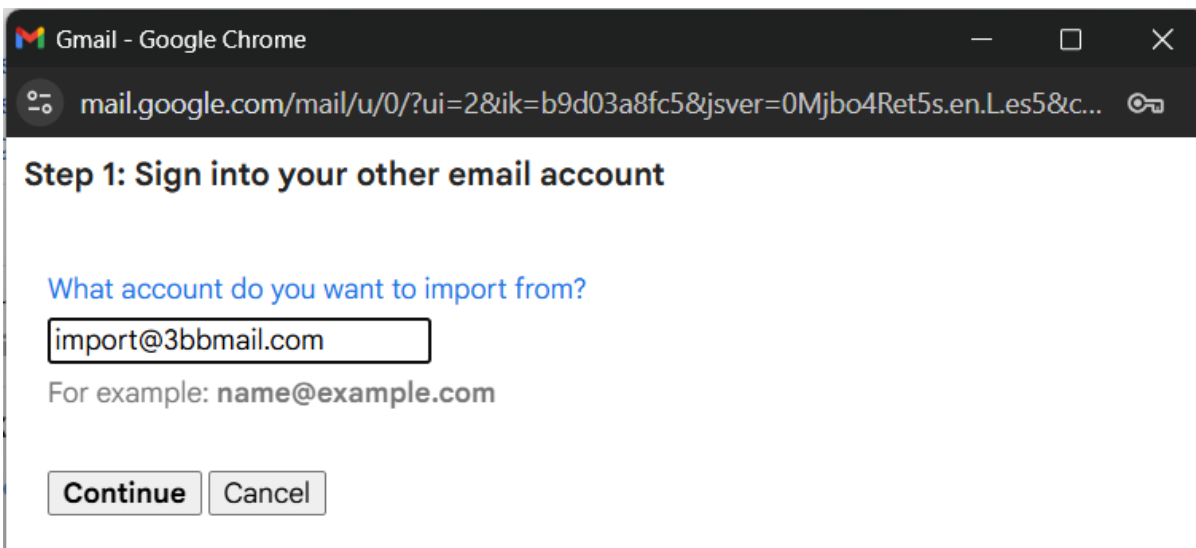 Gmail - Google Chrome
mail.google.com/mail/u/0/?ui=2&ik=b9d03a8fc5&jsver=0Mjbo4Ret5s.en.L.es5&c...
Step 1: Sign into your other email account
What account do you want to import from?
import@3bbmail.com
For example: name@example.com
Continue Cancel